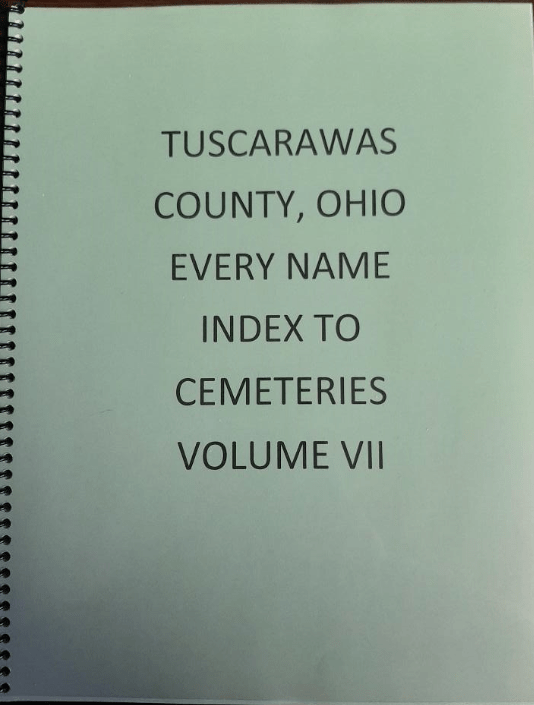 TUSCARAWAS
COUNTY, OHIO
EVERY NAME
INDEX TO
CEMETERIES
VOLUME VII